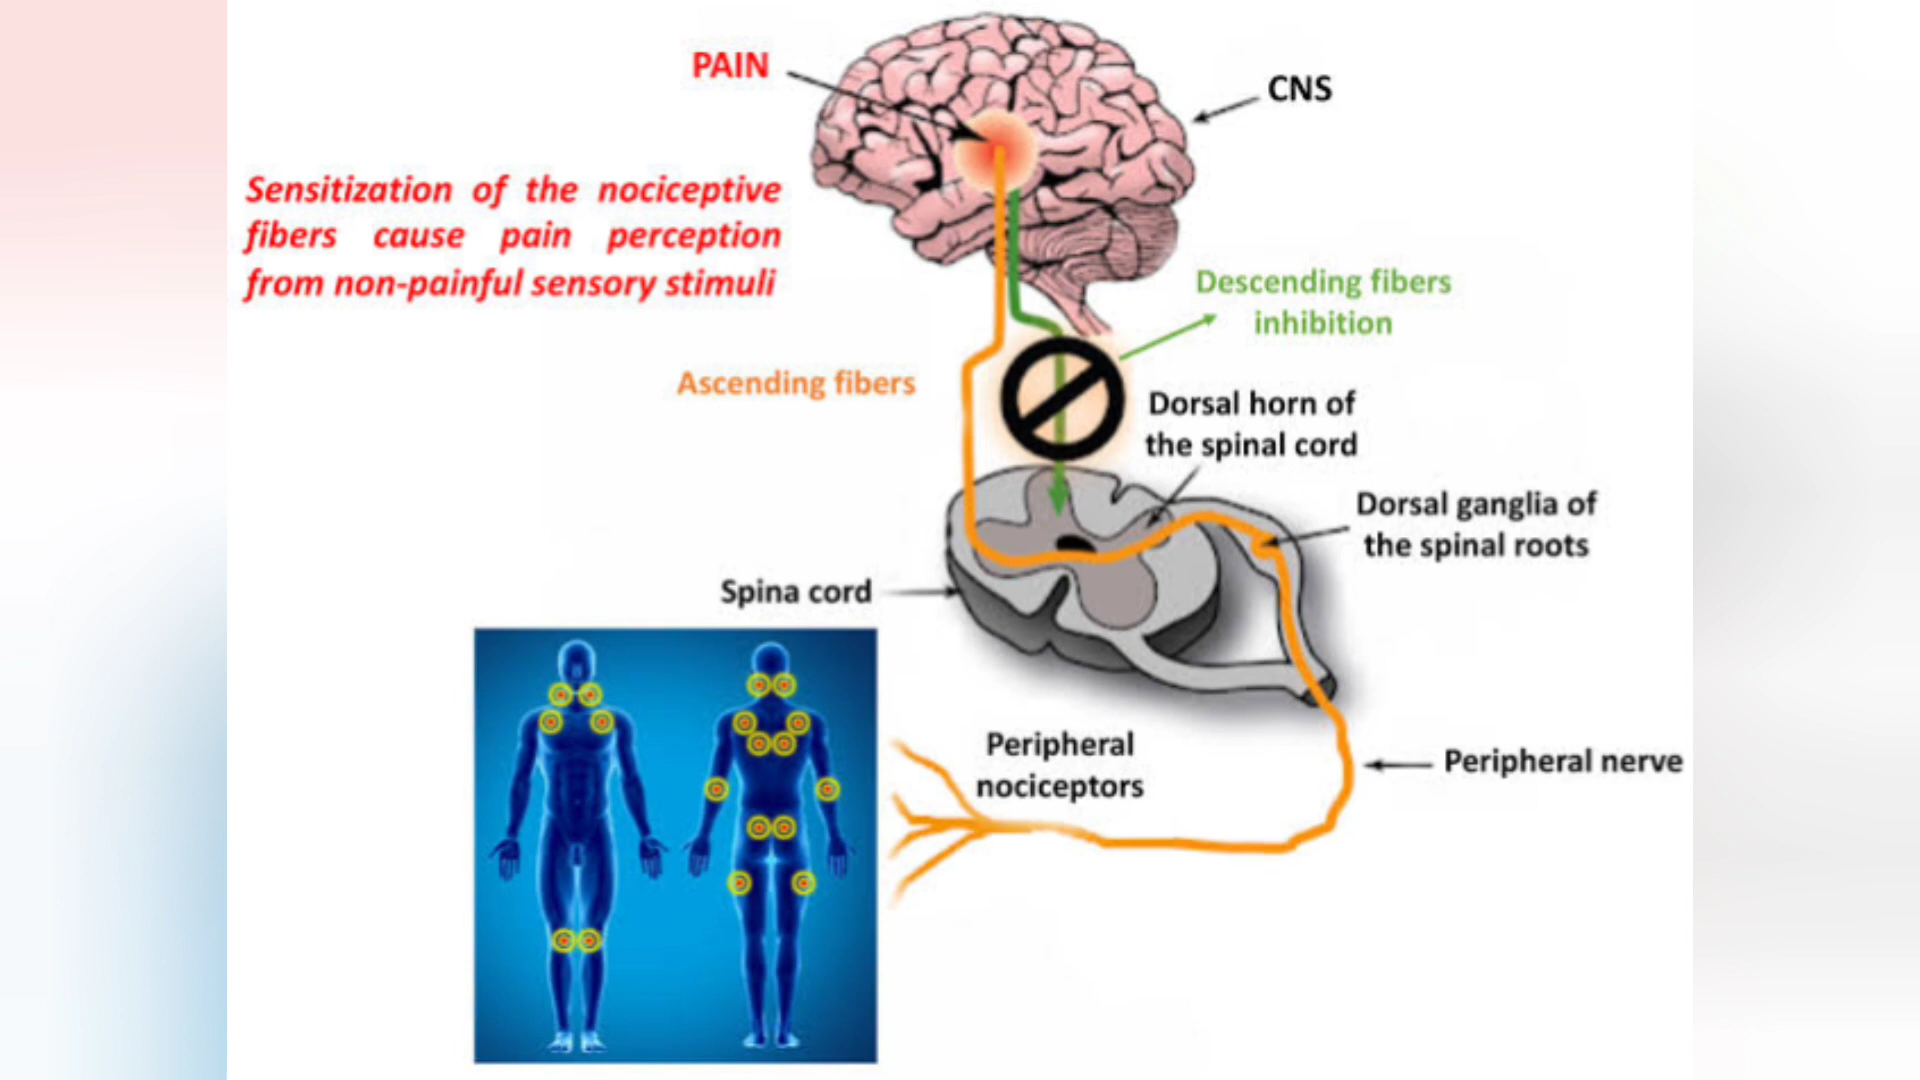 PAIN
CNS
Sensitization of the nociceptive
fibers cause pain perception
from non-painful sensory stimuli
Descending fibers
inhibition
Ascending fibers
Dorsal horn of
the spinal cord
Dorsal ganglia of
the spinal roots
Spina cord
Peripheral
nociceptors
Peripheral nerve